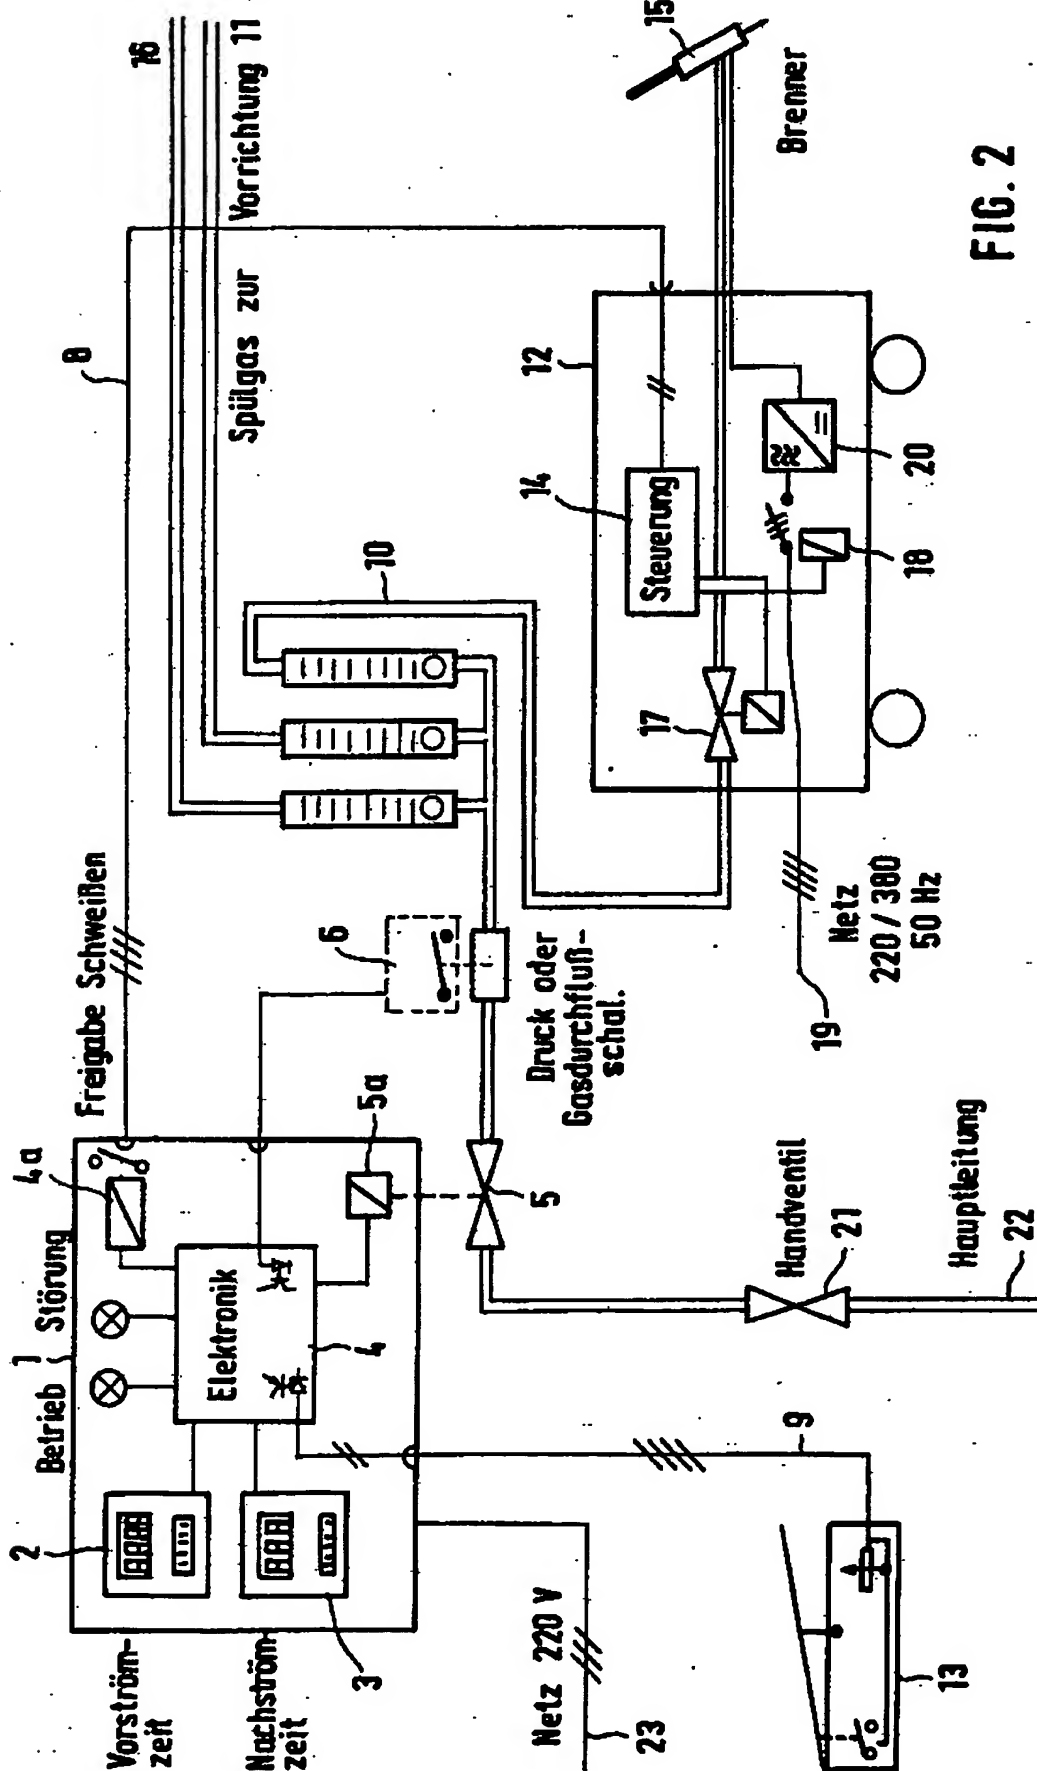 Vorström-
zeit
Nachström-
zeit
2
3
Betrieb
1
Störung
4a
Elektronik
4
5a
Freigabe Schweißen
8
6
Druck oder
Gasdurchfluß-
schal.
5
10
16
Spülgas zur Vorrichtung 11
12
14
Steuerung
17
18
20
15
Brenner
Netz
220 / 380
50 Hz
19
Handventil
21
Hauptleitung
22
9
13
Netz 220 V
23
FIG. 2